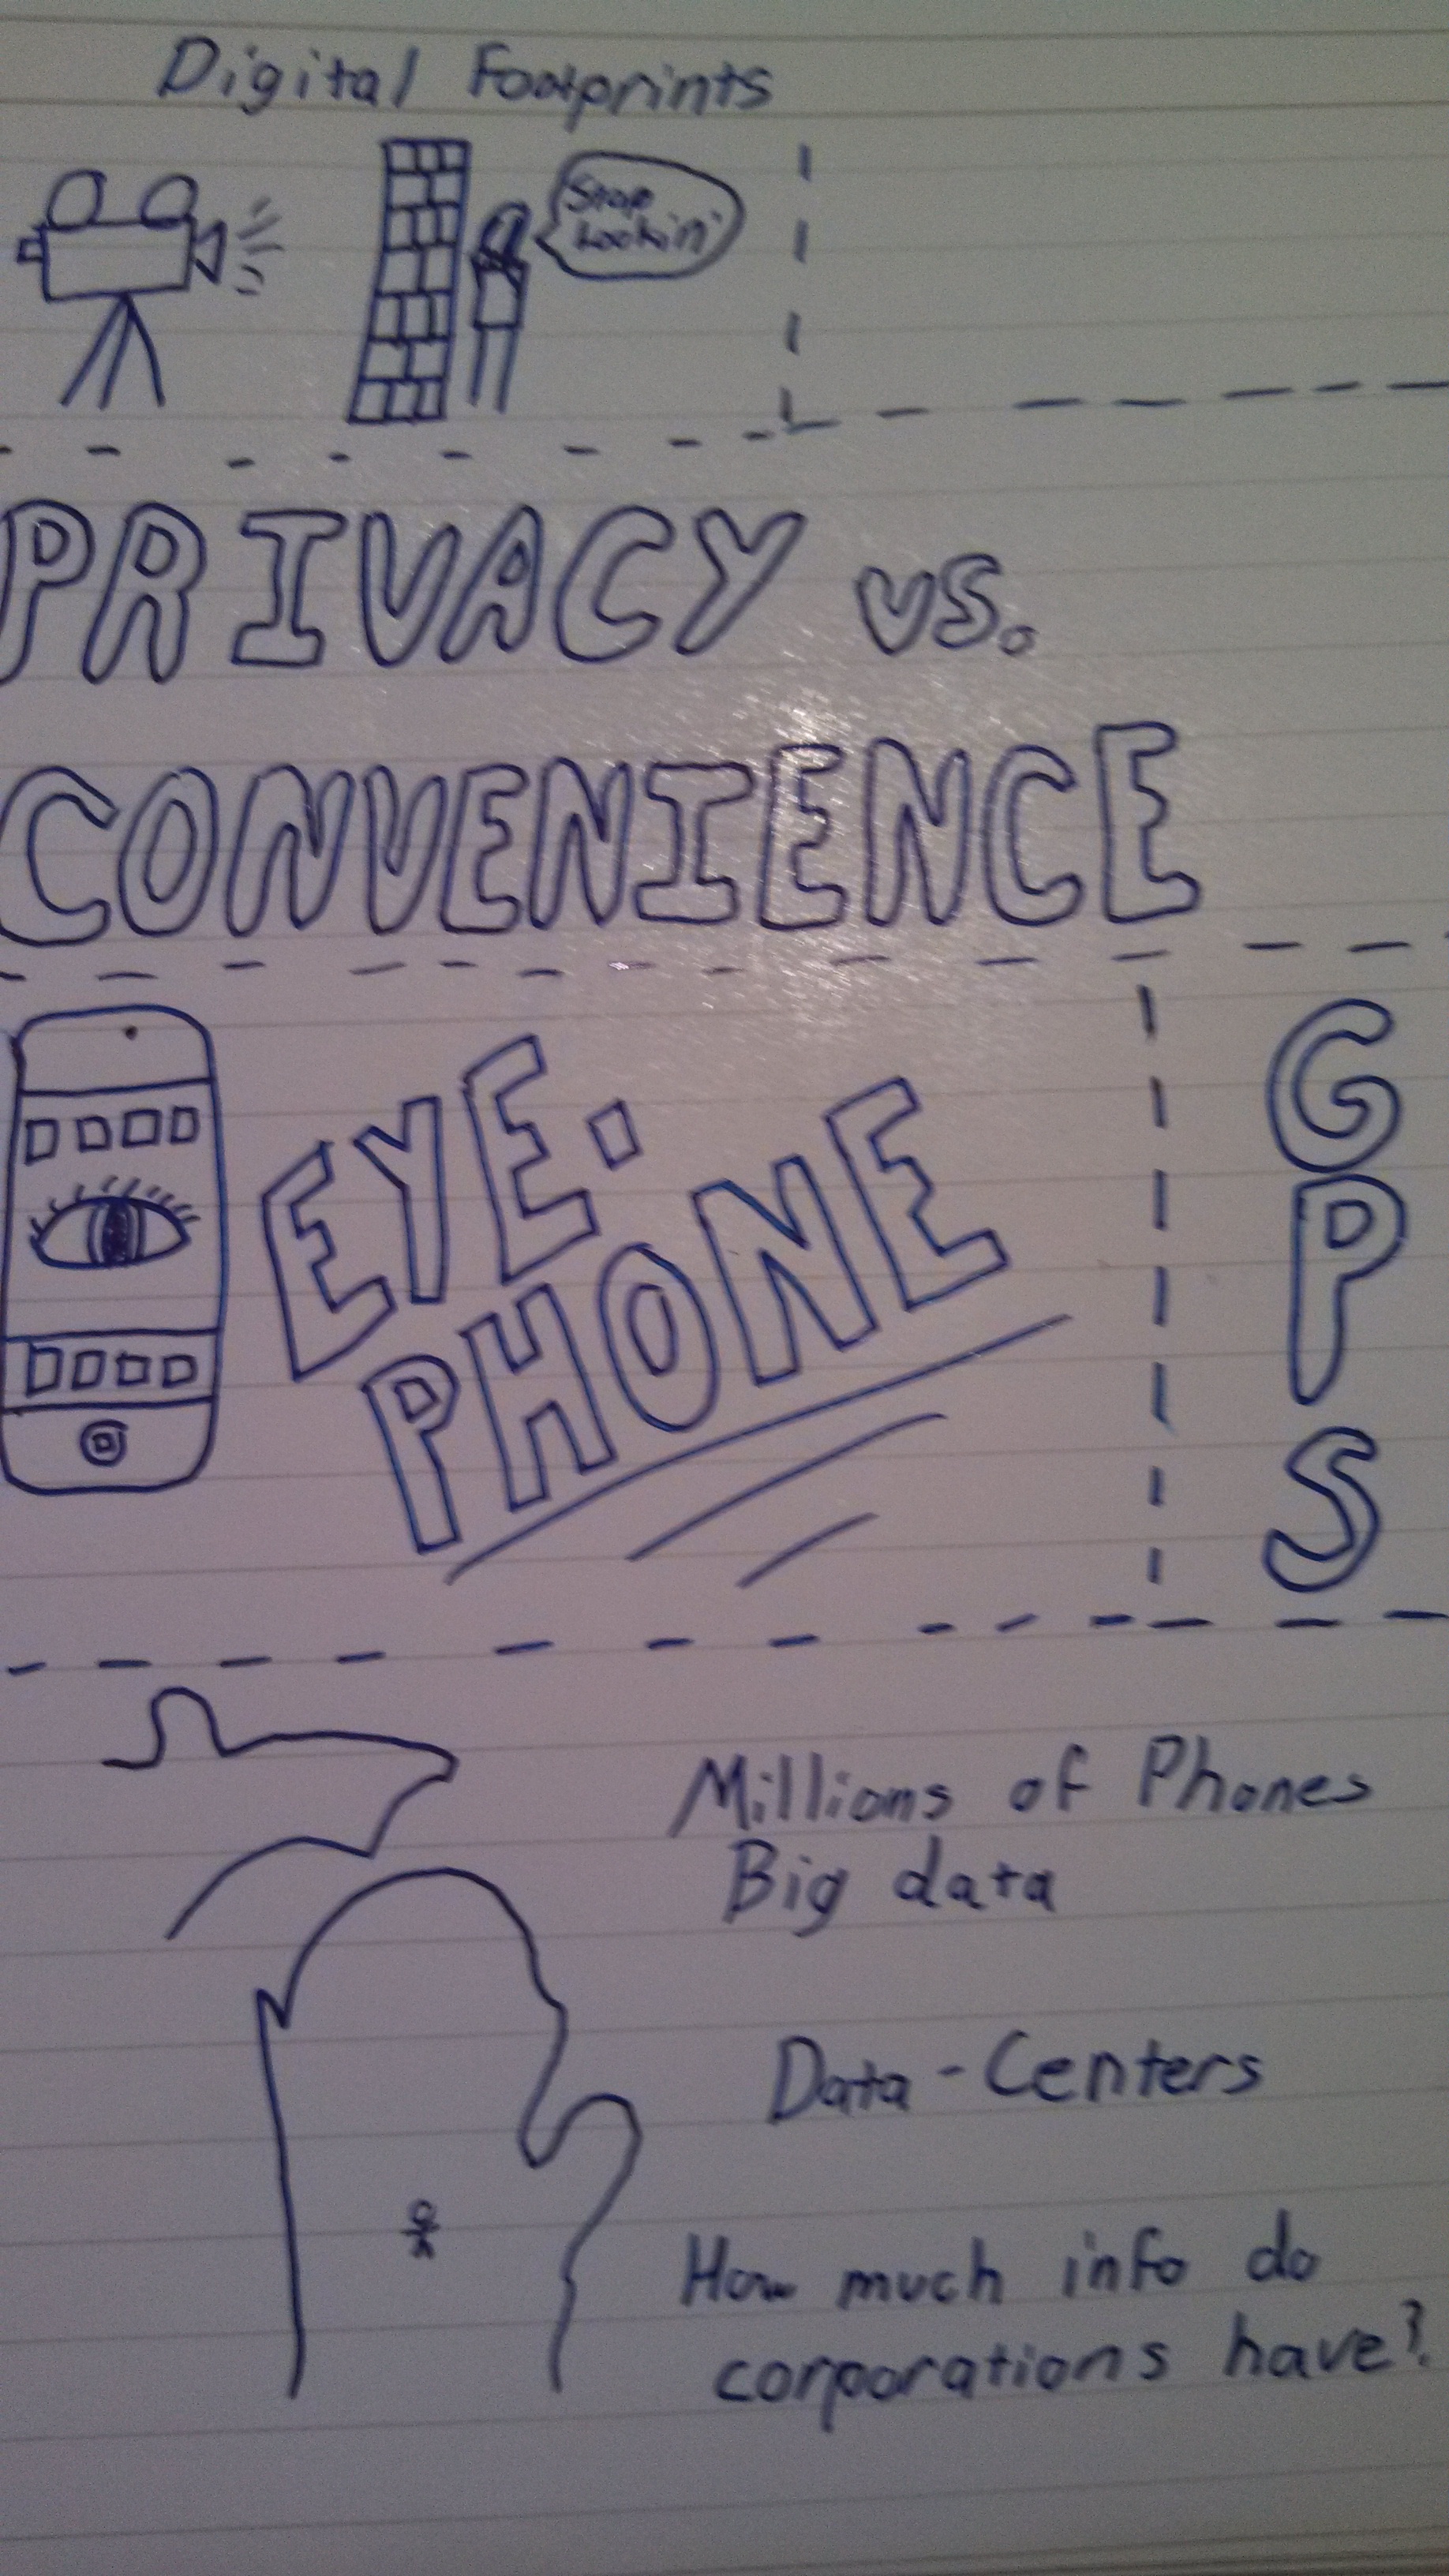 Digital Footprints
Stop
Lookin'
PRIVACY vs.
CONVENIENCE
EYE.
PHONE
GPS
Millions of Phones
Big data
Data-Centers
How much info do
corporations have?